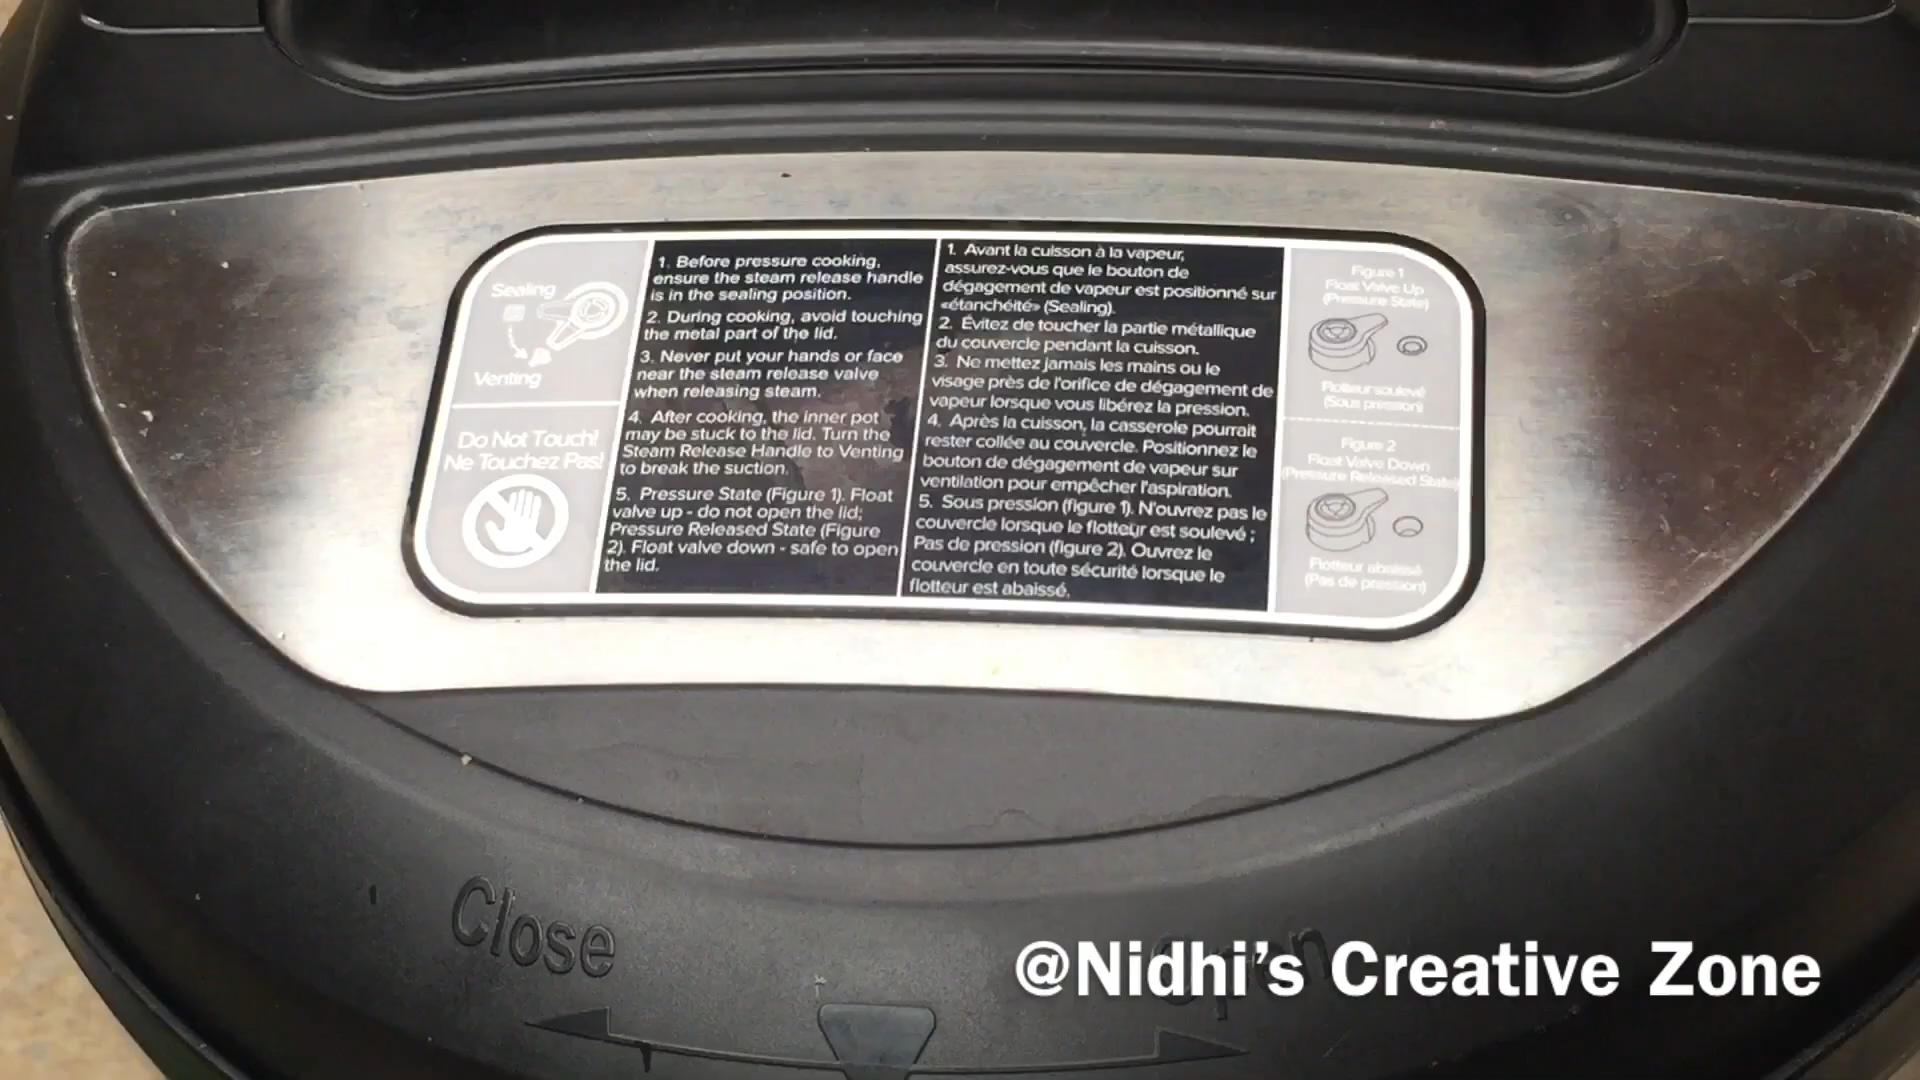 Sealing
Venting
Do Not Touch!
Ne Touchez Pas!
1. Before pressure cooking,
ensure the steam release handle
is in the sealing position.
2. During cooking, avoid touching
the metal part of the lid.
3. Never put your hands or face
near the steam release valve
when releasing steam.
4. After cooking, the inner pot
may be stuck to the lid. Turn the
Steam Release Handle to Venting
to break the suction.
5. Pressure State (Figure 1). Float
valve up - do not open the lid;
Pressure Released State (Figure
2). Float valve down - safe to open
the lid.
1. Avant la cuisson à la vapeur,
assurez-vous que le bouton de
dégagement de vapeur est positionné sur
«étanchéité» (Sealing).
2. Évitez de toucher la partie métallique
du couvercle pendant la cuisson.
3. Ne mettez jamais les mains ou le
visage près de l'orifice de dégagement de
vapeur lorsque vous libérez la pression.
4. Après la cuisson, la casserole pourrait
rester collée au couvercle. Positionnez le
bouton de dégagement de vapeur sur
ventilation pour empêcher l'aspiration.
5. Sous pression (figure 1). N'ouvrez pas le
couvercle lorsque le flotteur est soulevé ;
Pas de pression (figure 2). Ouvrez le
couvercle en toute sécurité lorsque le
flotteur est abaissé.
Figure 1
Float Valve Up
(Pressure State)
Flotteur soulevé
(Sous pression)
Figure 2
Float Valve Down
(Pressure Released State)
Flotteur abaissé
(Pas de pression)
Close
Open
@Nidhi's Creative Zone